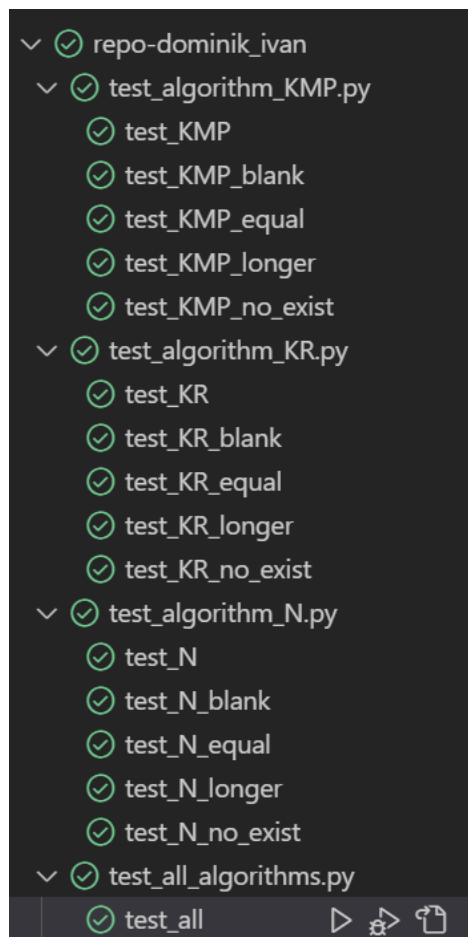 repo-dominik_ivan
test_algorithm_KMP.py
test_KMP
test_KMP_blank
test_KMP_equal
test_KMP_longer
test_KMP_no_exist
test_algorithm_KR.py
test_KR
test_KR_blank
test_KR_equal
test_KR_longer
test_KR_no_exist
test_algorithm_N.py
test_N
test_N_blank
test_N_equal
test_N_longer
test_N_no_exist
test_all_algorithms.py
test_all